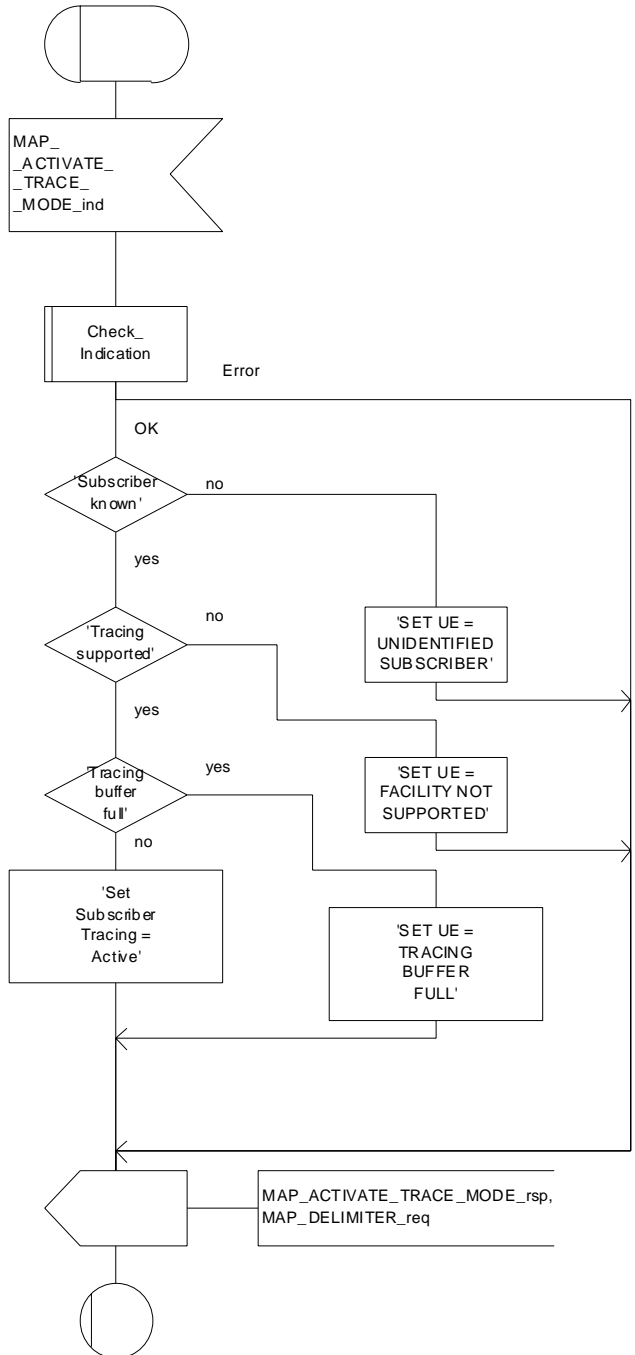 MAP_
_ACTIVATE_
_TRACE_
_MODE_ind
Check_
Indication
Error
OK
'Subscriber
known'
no
yes
'Tracing
supported'
no
'SET UE =
UNIDENTIFIED
SUBSCRIBER'
yes
'Tracing
buffer
full'
yes
'SET UE =
FACILITY NOT
SUPPORTED'
no
'Set
Subscriber
Tracing =
Active'
'SET UE =
TRACING
BUFFER
FULL'
MAP_ACTIVATE_TRACE_MODE_rsp,
MAP_DELIMITER_req